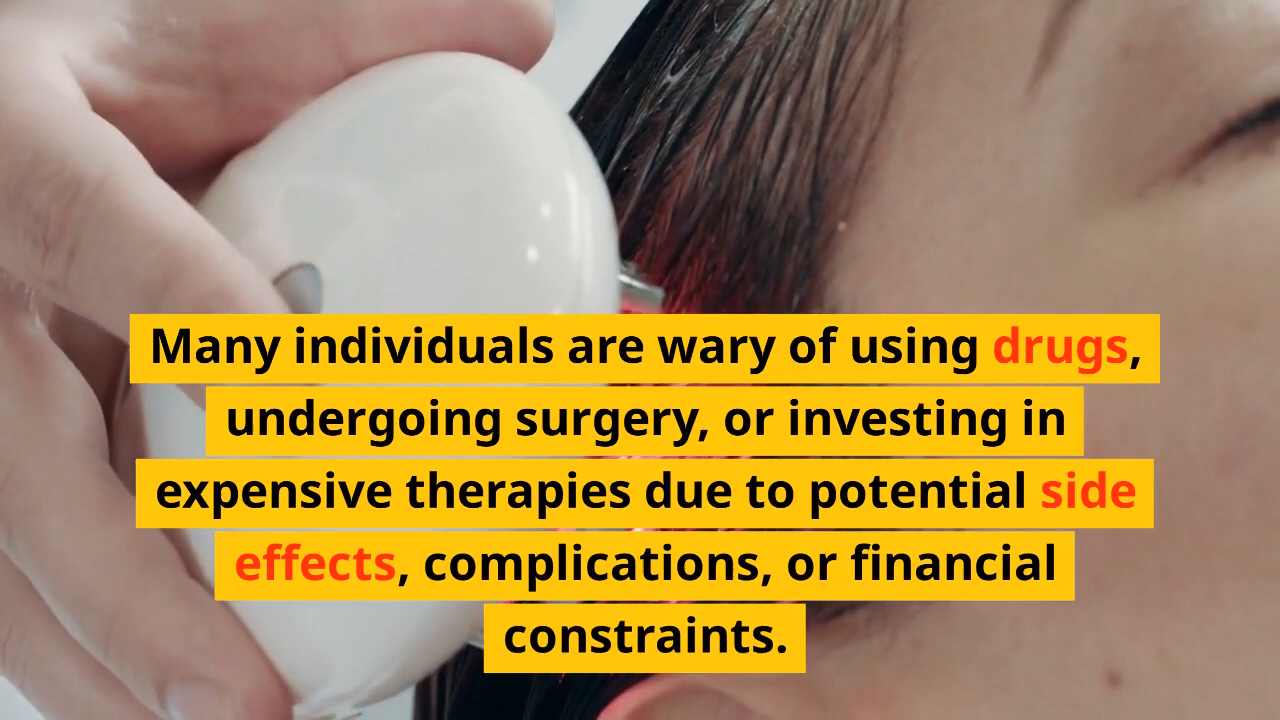 Many individuals are wary of using drugs,
undergoing surgery, or investing in
expensive therapies due to potential side
effects, complications, or financial
constraints.